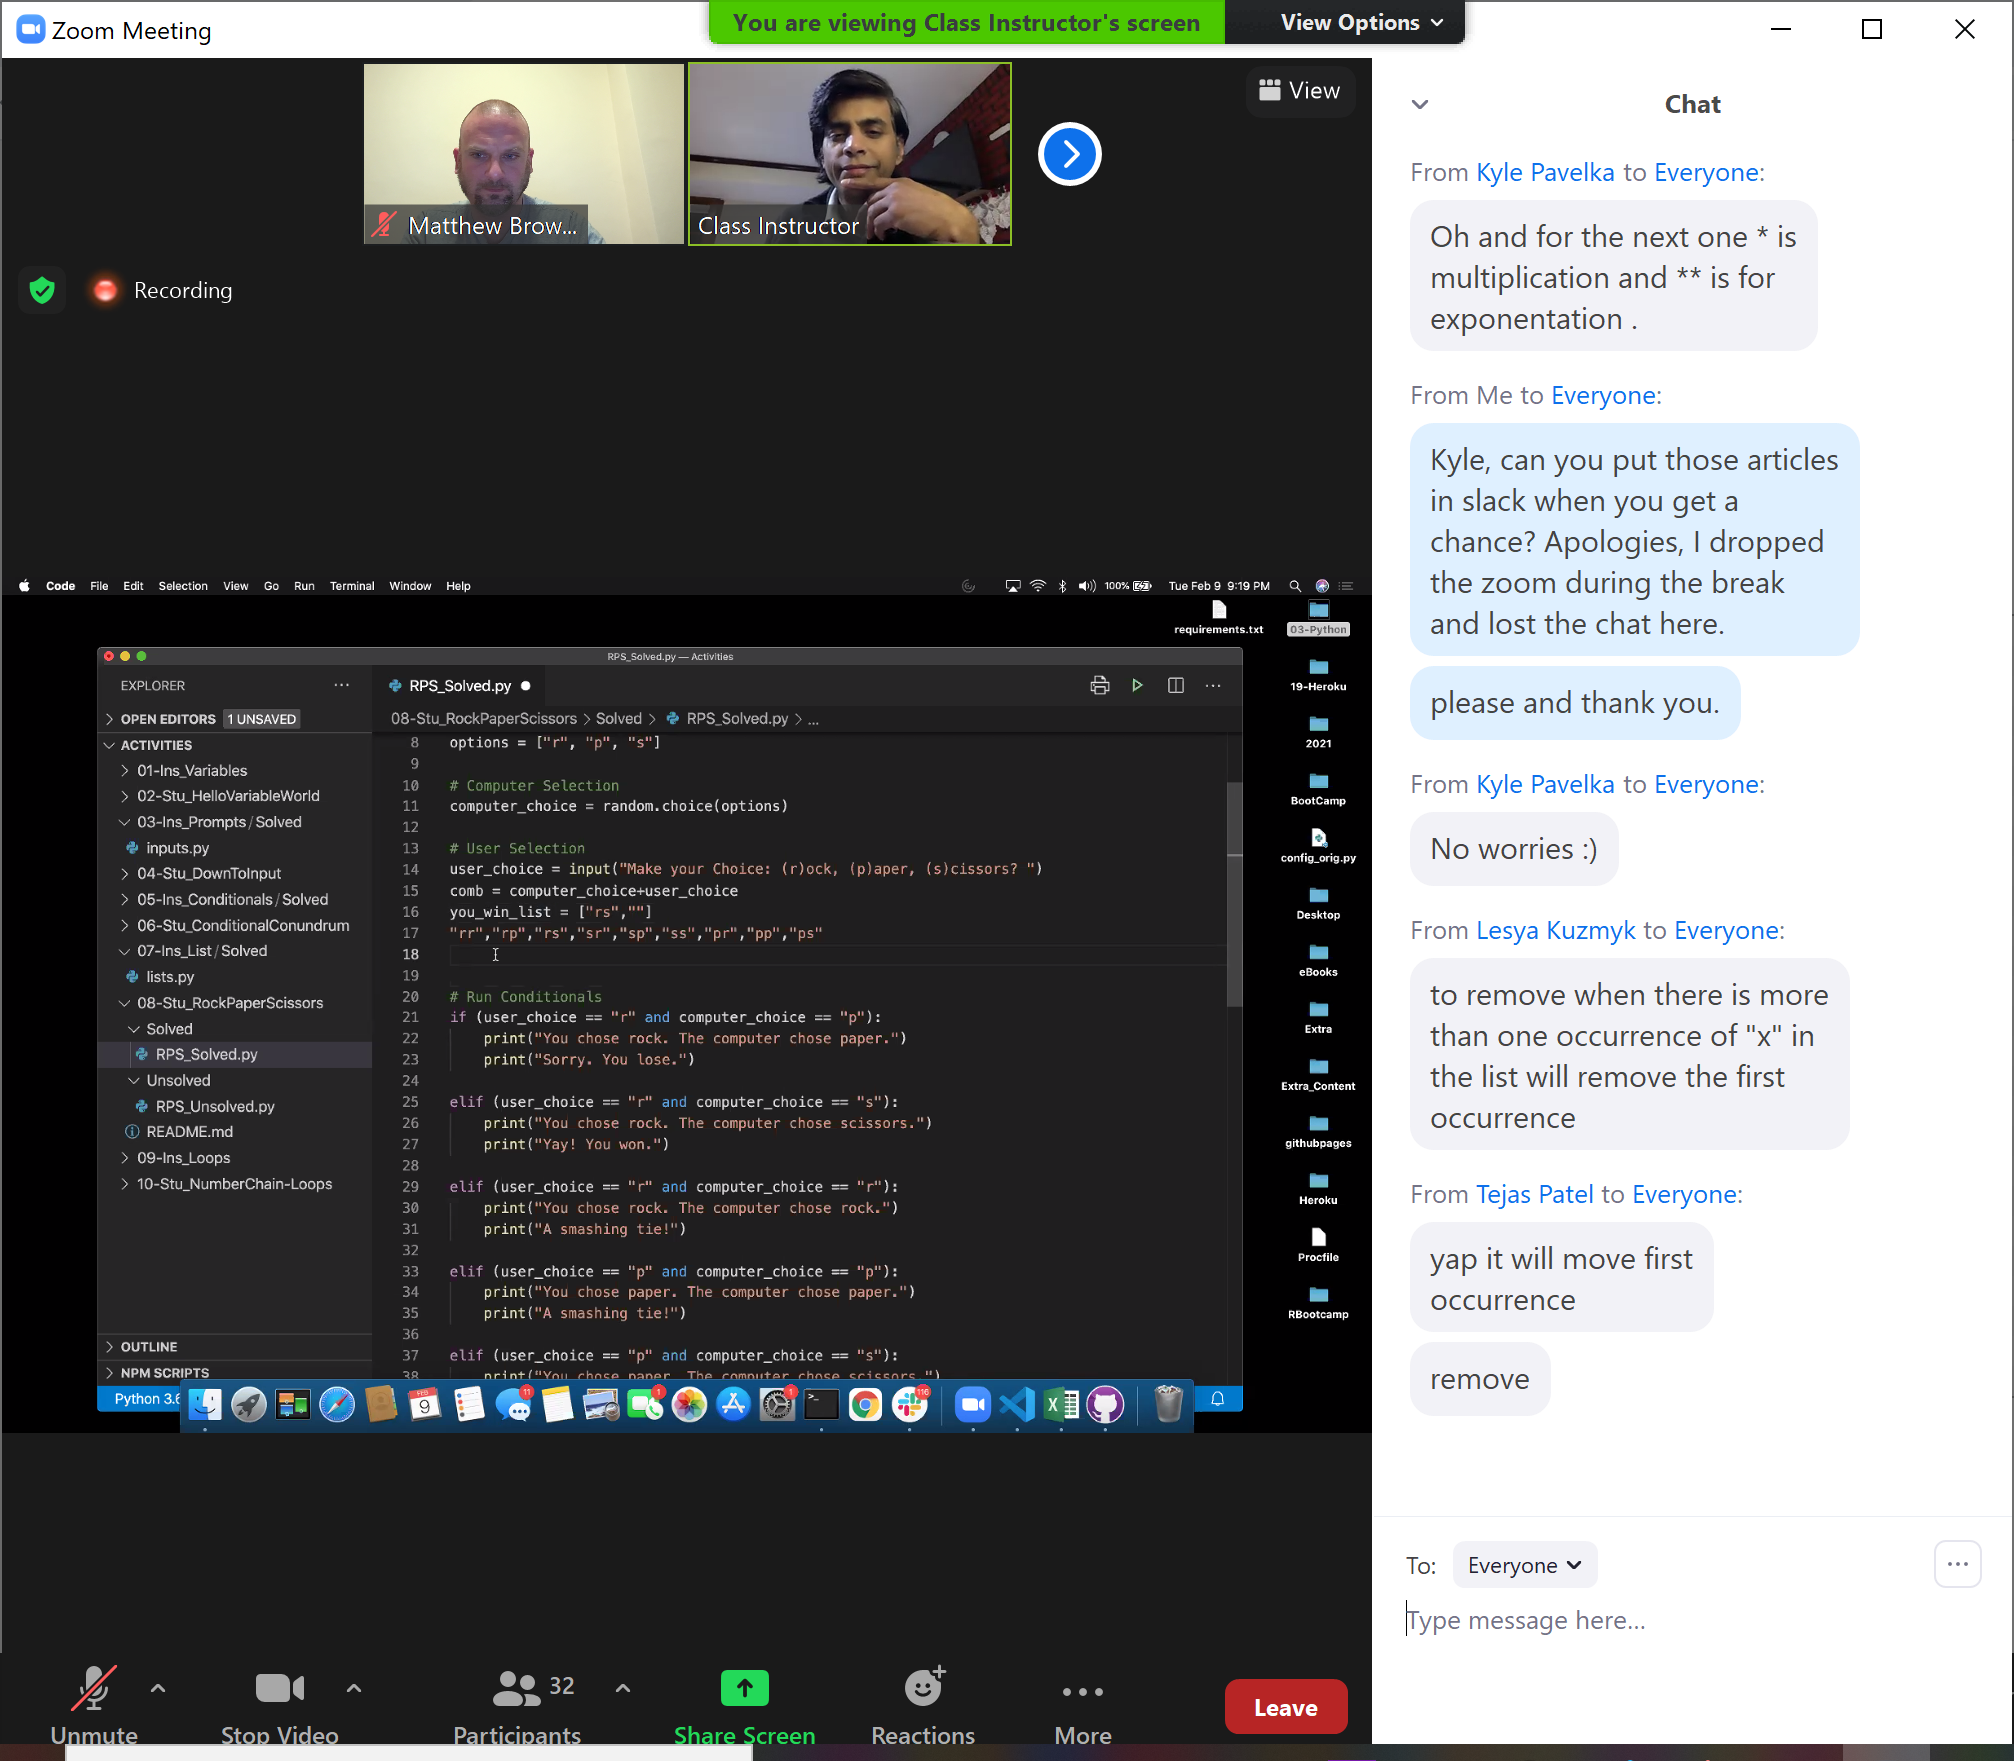 Zoom Meeting
You are viewing Class Instructor's screen
View Options
Matthew Brow...
Class Instructor
View
Recording
Code File Edit Selection View Go Run Terminal Window Help
100%
Tue Feb 9 9:19 PM
requirements.txt
03-Python
19-Heroku
2021
BootCamp
config_orig.py
Desktop
eBooks
Extra
Extra_Content
githubpages
Heroku
Procfile
RBootcamp
RPS_Solved.py — Activities
EXPLORER
OPEN EDITORS 1 UNSAVED
ACTIVITIES
01-Ins_Variables
02-Stu_HelloVariableWorld
03-Ins_Prompts/Solved
inputs.py
04-Stu_DownToInput
05-Ins_Conditionals/Solved
06-Stu_ConditionalConundrum
07-Ins_List/Solved
lists.py
08-Stu_RockPaperScissors
Solved
RPS_Solved.py
Unsolved
RPS_Unsolved.py
README.md
09-Ins_Loops
10-Stu_NumberChain-Loops
OUTLINE
NPM SCRIPTS
Python 3.6
RPS_Solved.py
08-Stu_RockPaperScissors > Solved > RPS_Solved.py > ...
8 options = ["r", "p", "s"]
9
10 # Computer Selection
11 computer_choice = random.choice(options)
12
13 # User Selection
14 user_choice = input("Make your Choice: (r)ock, (p)aper, (s)cissors? ")
15 comb = computer_choice+user_choice
16 you_win_list = ["rs",""]
17 "rr","rp","rs","sr","sp","ss","pr","pp","ps"
18
19
20 # Run Conditionals
21 if (user_choice == "r" and computer_choice == "p"):
22 print("You chose rock. The computer chose paper.")
23 print("Sorry. You lose.")
24
25 elif (user_choice == "r" and computer_choice == "s"):
26 print("You chose rock. The computer chose scissors.")
27 print("Yay! You won.")
28
29 elif (user_choice == "r" and computer_choice == "r"):
30 print("You chose rock. The computer chose rock.")
31 print("A smashing tie!")
32
33 elif (user_choice == "p" and computer_choice == "p"):
34 print("You chose paper. The computer chose paper.")
35 print("A smashing tie!")
36
37 elif (user_choice == "p" and computer_choice == "s"):
38 print("You chose paper. The computer chose scissors.")
FEB
9
11
1
1
116
Unmute
Stop Video
Participants
32
Share Screen
Reactions
More
Leave
Chat
From Kyle Pavelka to Everyone:
Oh and for the next one * is
multiplication and ** is for
exponentation .
From Me to Everyone:
Kyle, can you put those articles
in slack when you get a
chance? Apologies, I dropped
the zoom during the break
and lost the chat here.
please and thank you.
From Kyle Pavelka to Everyone:
No worries :)
From Lesya Kuzmyk to Everyone:
to remove when there is more
than one occurrence of "x" in
the list will remove the first
occurrence
From Tejas Patel to Everyone:
yap it will move first
occurrence
remove
To: Everyone
Type message here...